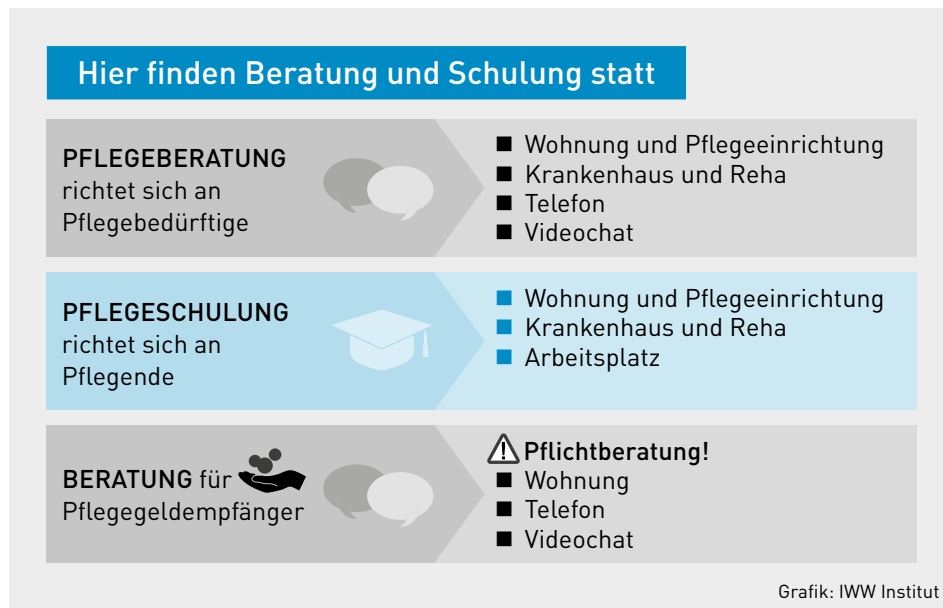 Hier finden Beratung und Schulung statt
PFLEGEBERATUNG
richtet sich an
Pflegebedürftige
■ Wohnung und Pflegeeinrichtung
■ Krankenhaus und Reha
■ Telefon
■ Videochat
PFLEGESCHULUNG
richtet sich an
Pflegende
■ Wohnung und Pflegeeinrichtung
■ Krankenhaus und Reha
■ Arbeitsplatz
BERATUNG für
Pflegegeldempfänger
Pflichtberatung!
■ Wohnung
■ Telefon
■ Videochat
Grafik: IWW Institut